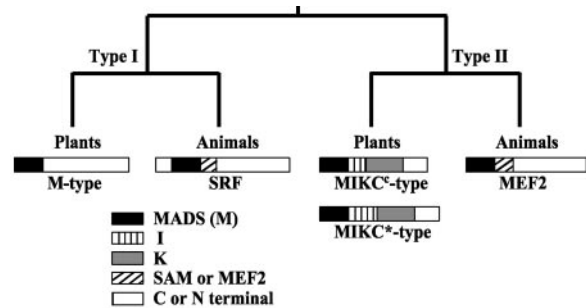 Type I
Type II
Plants
Animals
Plants
Animals
M-type
SRF
MIKCᶜ-type
MEF2
MIKC*-type
MADS (M)
I
K
SAM or MEF2
C or N terminal